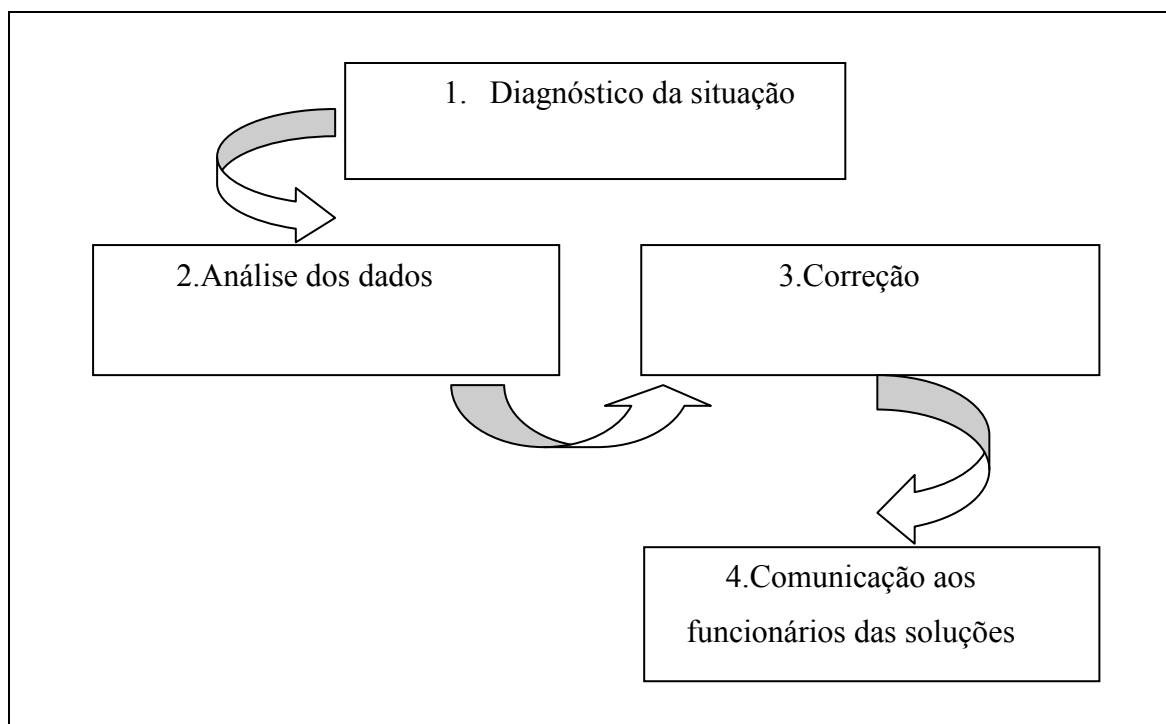 1. Diagnóstico da situação
2.Análise dos dados
3.Correção
4.Comunicação aos
funcionários das soluções